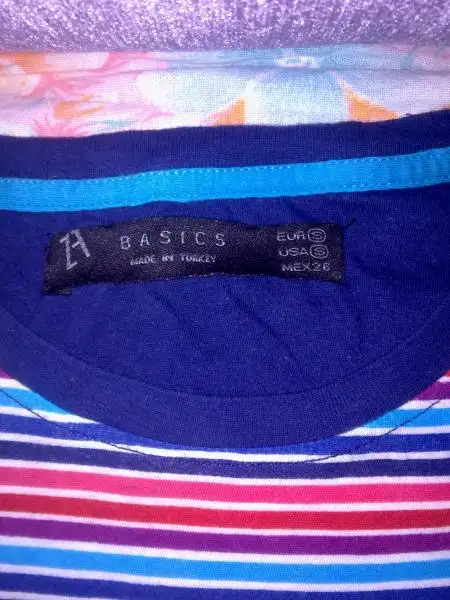 ZA BASICS
MADE IN TURKEY
EUR S
USA S
MEX 26